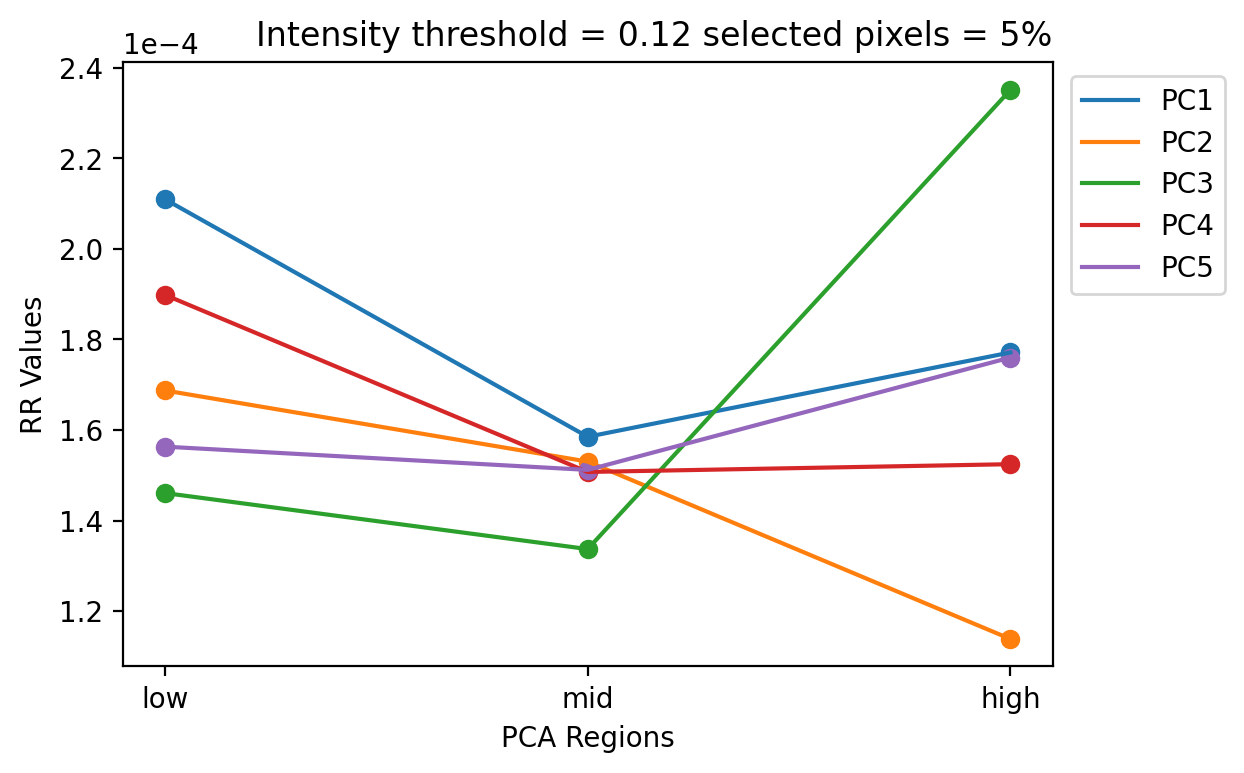 Intensity threshold = 0.12 selected pixels = 5%
1e−4
2.4
2.2
2.0
1.8
1.6
1.4
1.2
RR Values
low mid high
PCA Regions
PC1
PC2
PC3
PC4
PC5